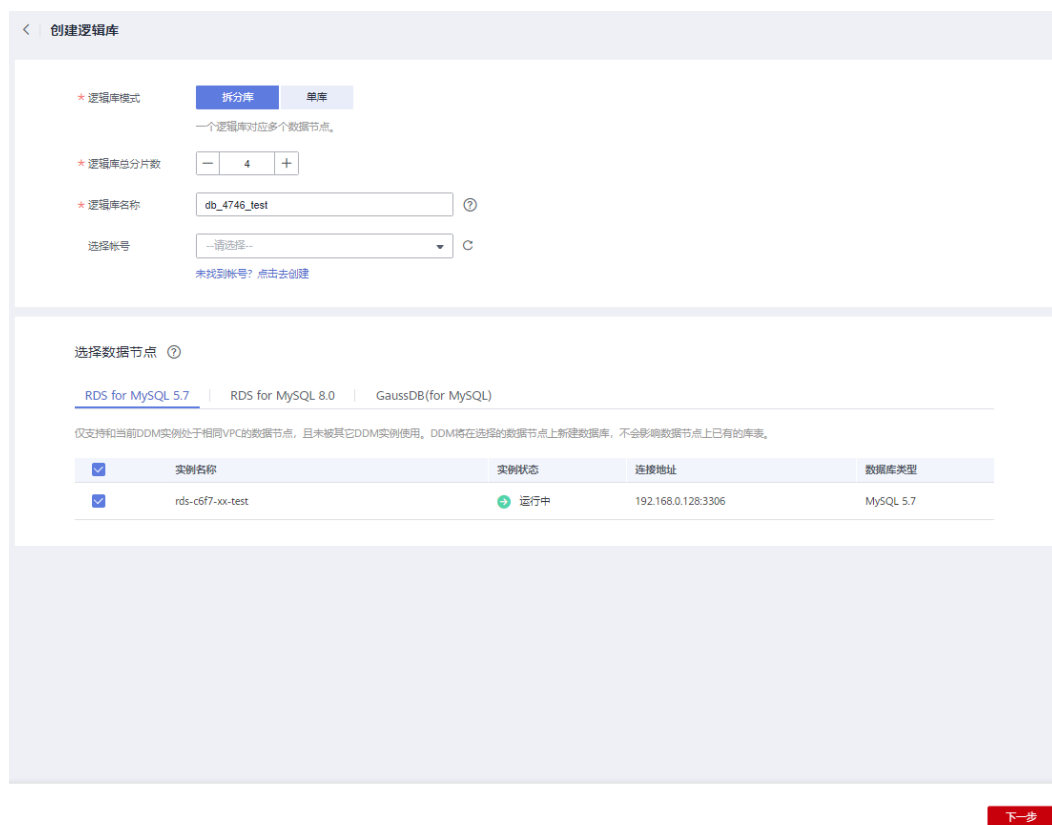 创建逻辑库
* 逻辑库模式 拆分库 单库
一个逻辑库对应多个数据节点。
* 逻辑库总分片数 4
* 逻辑库名称 db_4746_test
选择帐号 --请选择--
未找到帐号? 点击去创建
选择数据节点
RDS for MySQL 5.7 RDS for MySQL 8.0 GaussDB(for MySQL)
仅支持和当前DDM实例处于相同VPC的数据节点，且未被其它DDM实例使用。DDM将在选择的数据节点上新建数据库，不会影响数据节点上已有的库表。
实例名称 实例状态 连接地址 数据库类型
rds-c6f7-xx-test 运行中 192.168.0.128:3306 MySQL 5.7
下一步